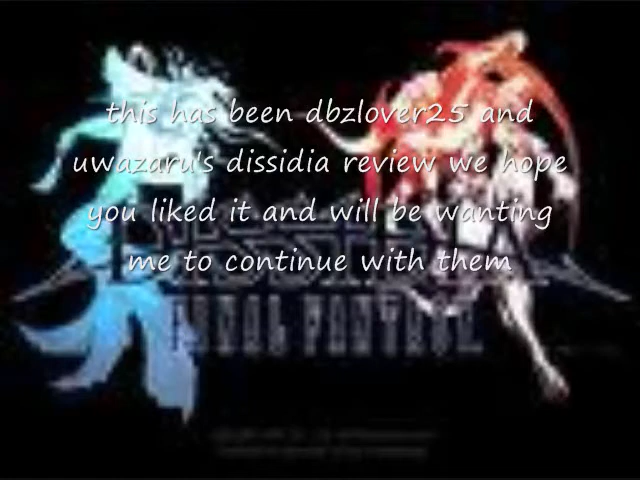 this has been dbzlover25 and
uwazaru's dissidia review we hope
you liked it and will be wanting
me to continue with them
DISSIDIA
FINAL FANTASY